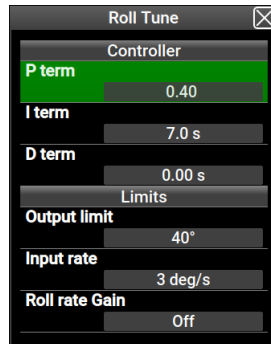 Roll Tune
Controller
P term
0.40
I term
7.0 s
D term
0.00 s
Limits
Output limit
40°
Input rate
3 deg/s
Roll rate Gain
Off